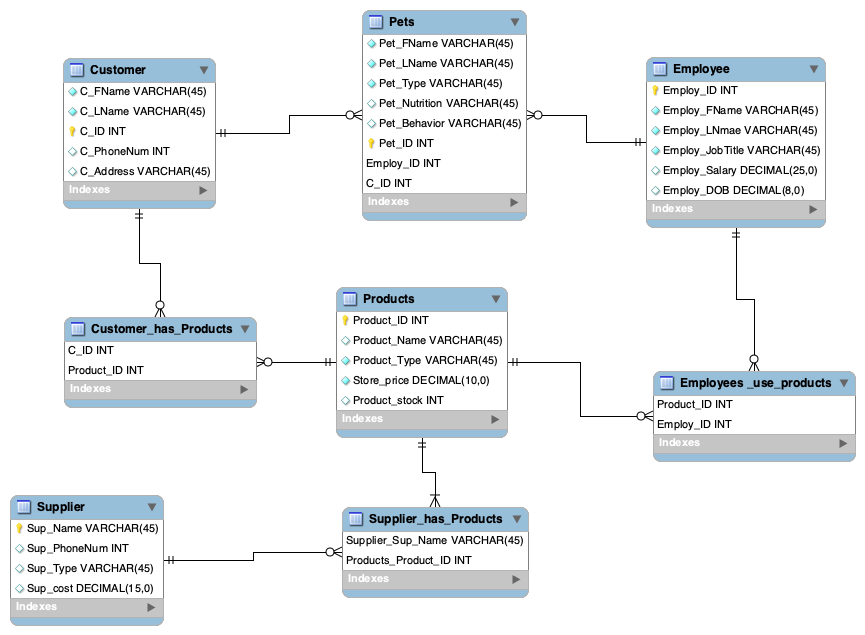 Pets
Pet_FName VARCHAR(45)
Pet_LName VARCHAR(45)
Pet_Type VARCHAR(45)
Pet_Nutrition VARCHAR(45)
Pet_Behavior VARCHAR(45)
Pet_ID INT
Employ_ID INT
C_ID INT
Indexes
Customer
C_FName VARCHAR(45)
C_LName VARCHAR(45)
C_ID INT
C_PhoneNum INT
C_Address VARCHAR(45)
Indexes
Employee
Employ_ID INT
Employ_FName VARCHAR(45)
Employ_LNmae VARCHAR(45)
Employ_JobTitle VARCHAR(45)
Employ_Salary DECIMAL(25,0)
Employ_DOB DECIMAL(8,0)
Indexes
Customer_has_Products
C_ID INT
Product_ID INT
Indexes
Products
Product_ID INT
Product_Name VARCHAR(45)
Product_Type VARCHAR(45)
Store_price DECIMAL(10,0)
Product_stock INT
Indexes
Employees _use_products
Product_ID INT
Employ_ID INT
Indexes
Supplier
Sup_Name VARCHAR(45)
Sup_PhoneNum INT
Sup_Type VARCHAR(45)
Sup_cost DECIMAL(15,0)
Indexes
Supplier_has_Products
Supplier_Sup_Name VARCHAR(45)
Products_Product_ID INT
Indexes